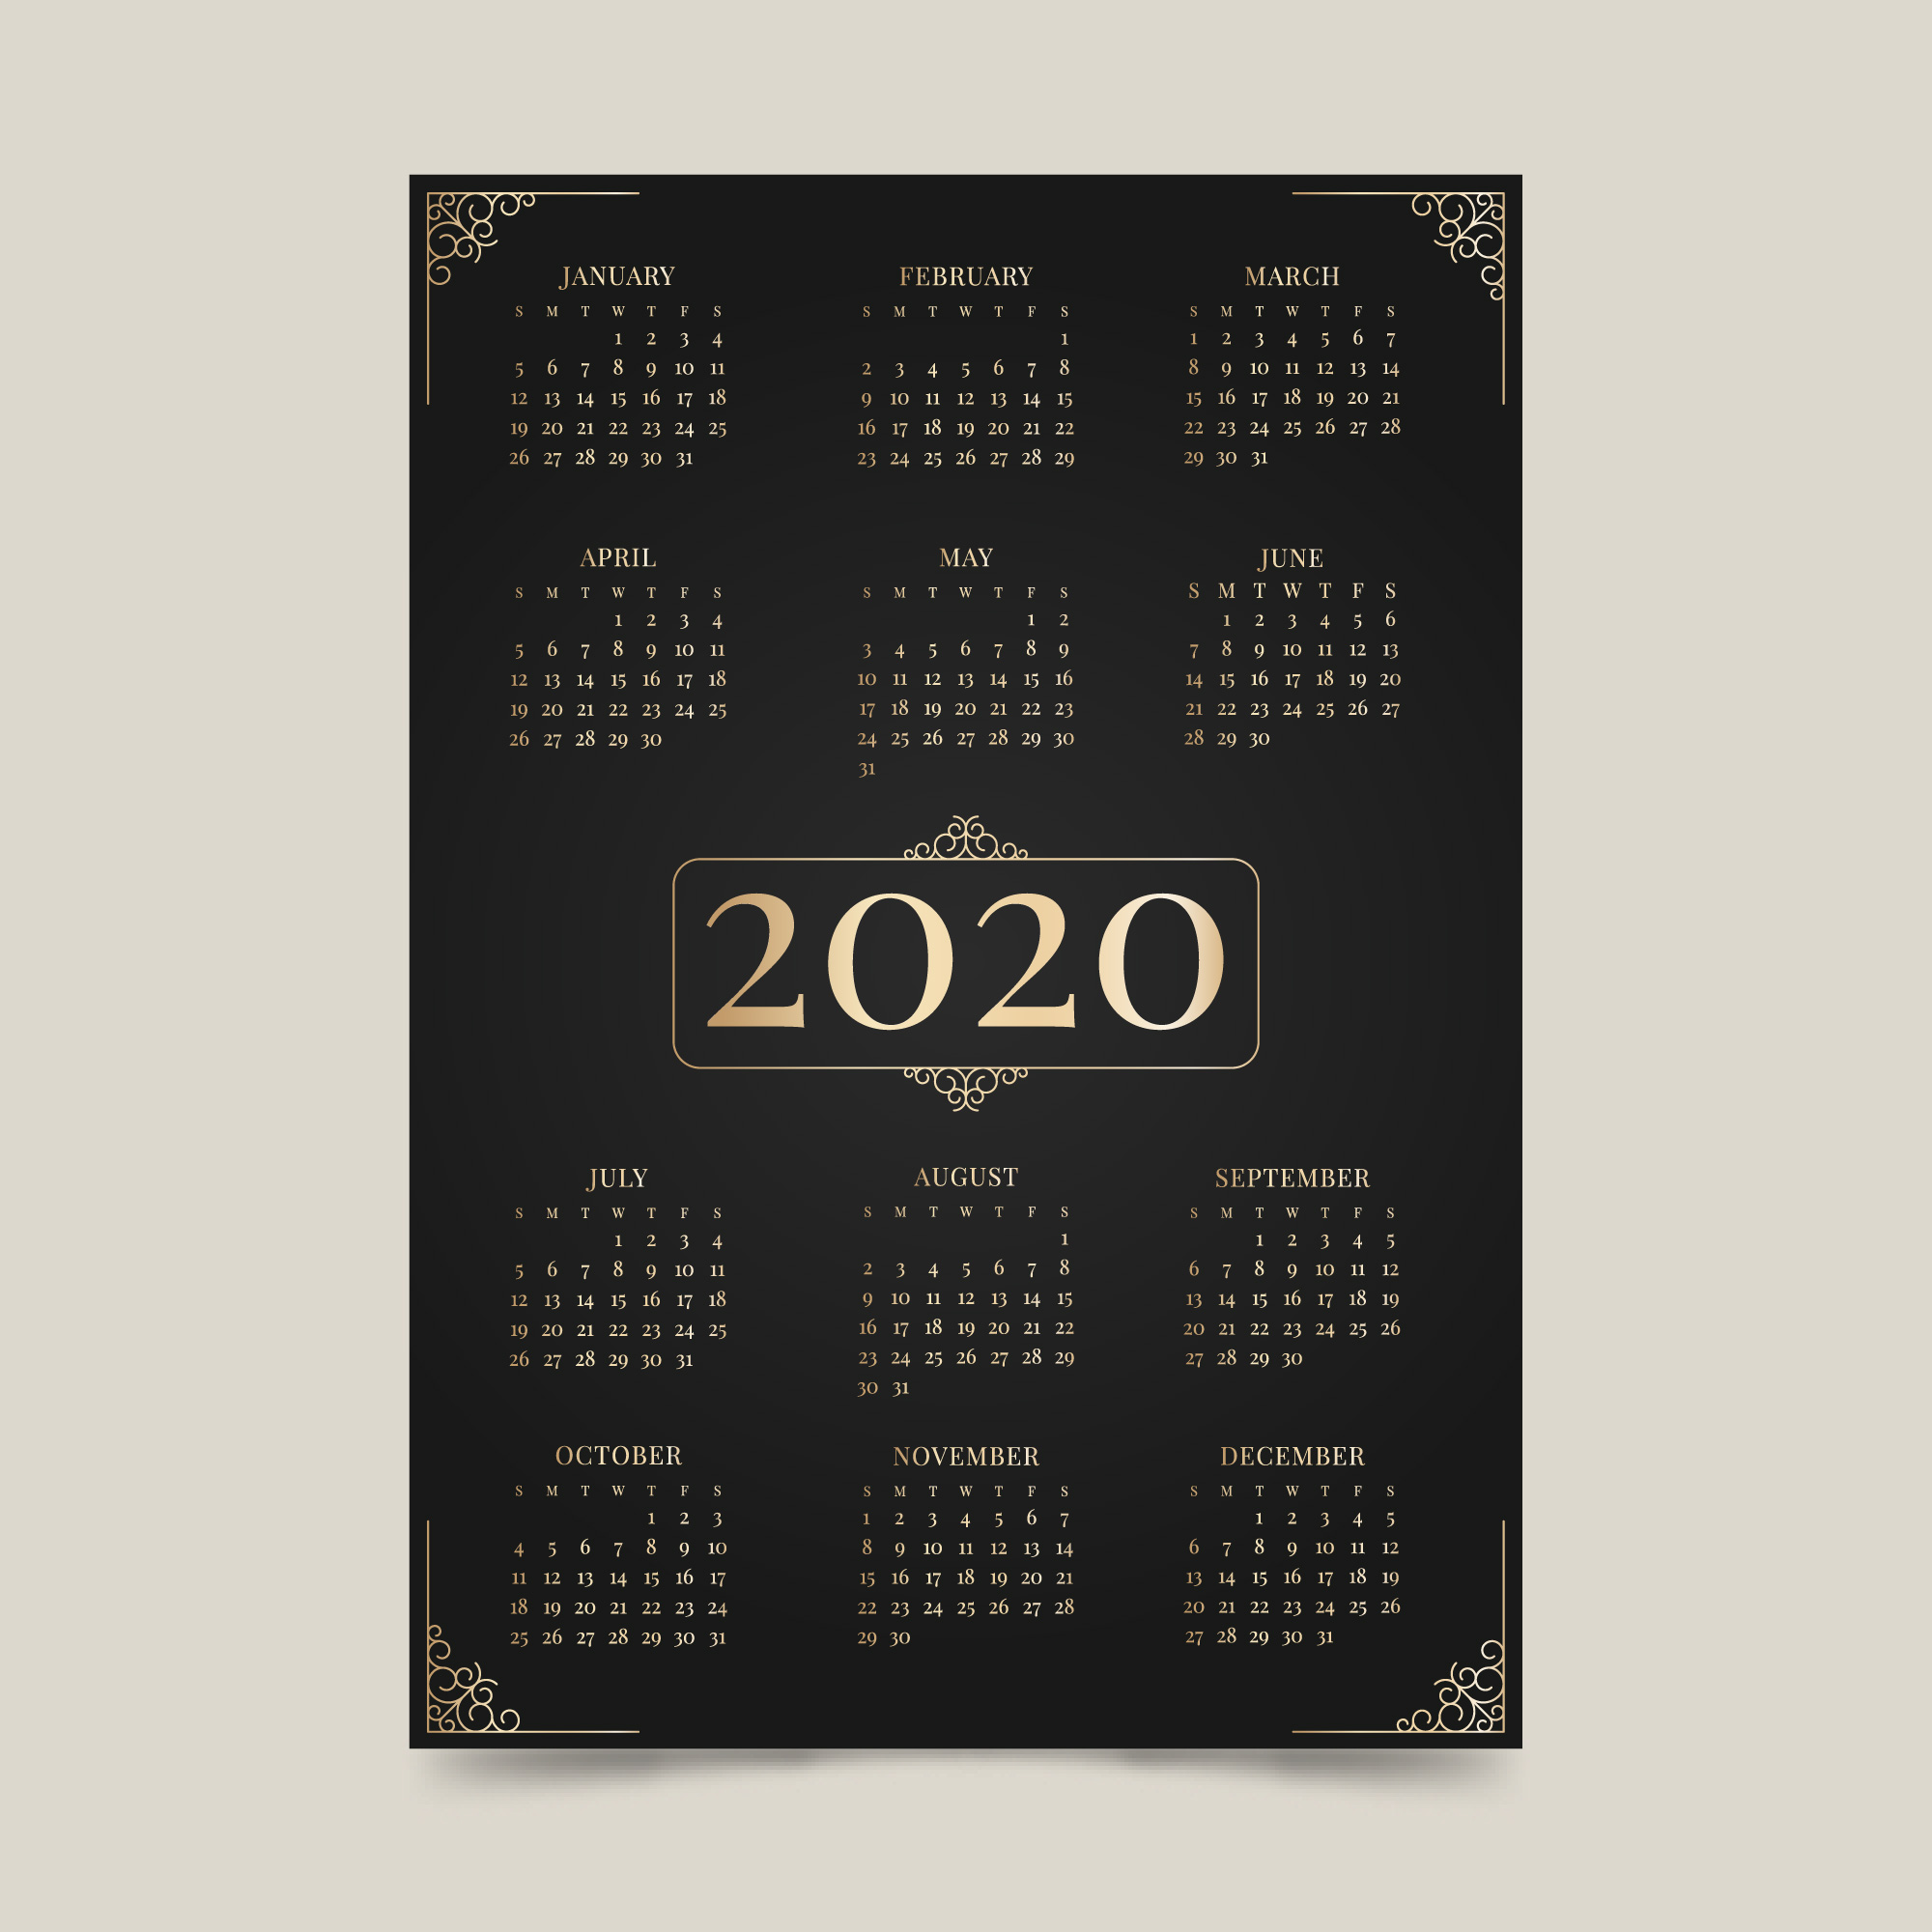 JANUARY
S M T W T F S
1 2 3 4
5 6 7 8 9 10 11
12 13 14 15 16 17 18
19 20 21 22 23 24 25
26 27 28 29 30 31
FEBRUARY
S M T W T F S
1
2 3 4 5 6 7 8
9 10 11 12 13 14 15
16 17 18 19 20 21 22
23 24 25 26 27 28 29
MARCH
S M T W T F S
1 2 3 4 5 6 7
8 9 10 11 12 13 14
15 16 17 18 19 20 21
22 23 24 25 26 27 28
29 30 31
APRIL
S M T W T F S
1 2 3 4
5 6 7 8 9 10 11
12 13 14 15 16 17 18
19 20 21 22 23 24 25
26 27 28 29 30
MAY
S M T W T F S
1 2
3 4 5 6 7 8 9
10 11 12 13 14 15 16
17 18 19 20 21 22 23
24 25 26 27 28 29 30
31
JUNE
S M T W T F S
1 2 3 4 5 6
7 8 9 10 11 12 13
14 15 16 17 18 19 20
21 22 23 24 25 26 27
28 29 30
2020
JULY
S M T W T F S
1 2 3 4
5 6 7 8 9 10 11
12 13 14 15 16 17 18
19 20 21 22 23 24 25
26 27 28 29 30 31
AUGUST
S M T W T F S
1
2 3 4 5 6 7 8
9 10 11 12 13 14 15
16 17 18 19 20 21 22
23 24 25 26 27 28 29
30 31
SEPTEMBER
S M T W T F S
1 2 3 4 5
6 7 8 9 10 11 12
13 14 15 16 17 18 19
20 21 22 23 24 25 26
27 28 29 30
OCTOBER
S M T W T F S
1 2 3
4 5 6 7 8 9 10
11 12 13 14 15 16 17
18 19 20 21 22 23 24
25 26 27 28 29 30 31
NOVEMBER
S M T W T F S
1 2 3 4 5 6 7
8 9 10 11 12 13 14
15 16 17 18 19 20 21
22 23 24 25 26 27 28
29 30
DECEMBER
S M T W T F S
1 2 3 4 5
6 7 8 9 10 11 12
13 14 15 16 17 18 19
20 21 22 23 24 25 26
27 28 29 30 31